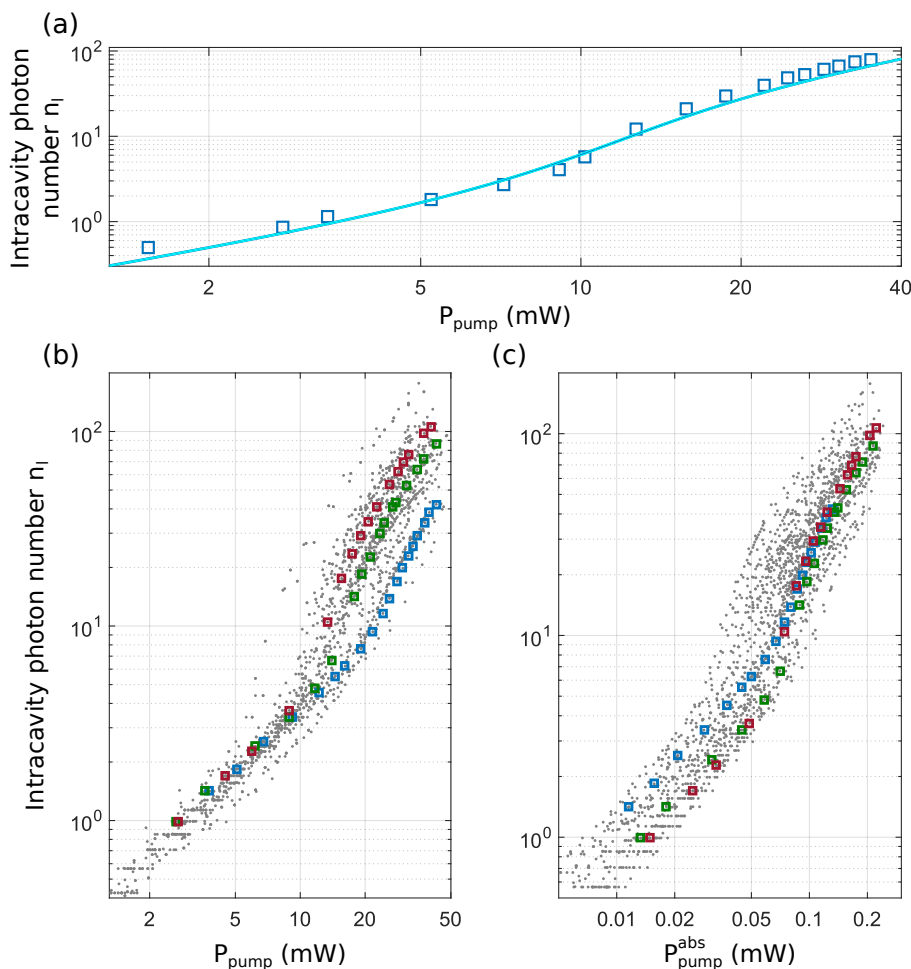 (a)
Intracavity photon
number n_l
10^2
10^1
10^0
2 5 10 20 40
P_pump (mW)
(b)
Intracavity photon number n_l
10^2
10^1
10^0
2 5 10 20 50
P_pump (mW)
(c)
10^2
10^1
10^0
0.01 0.02 0.05 0.1 0.2
P_pump^abs (mW)